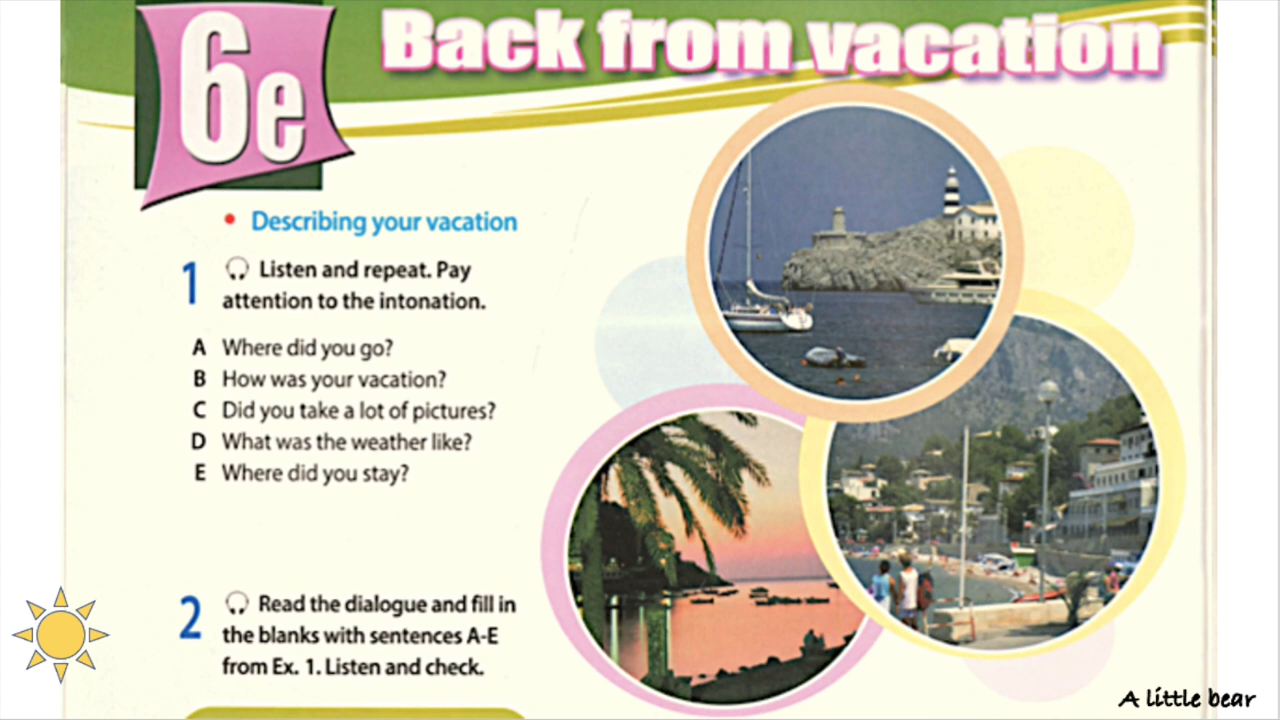 6e
Back from vacation
• Describing your vacation
1 Listen and repeat. Pay
attention to the intonation.
A Where did you go?
B How was your vacation?
C Did you take a lot of pictures?
D What was the weather like?
E Where did you stay?
2 Read the dialogue and fill in
the blanks with sentences A-E
from Ex. 1. Listen and check.
A little bear